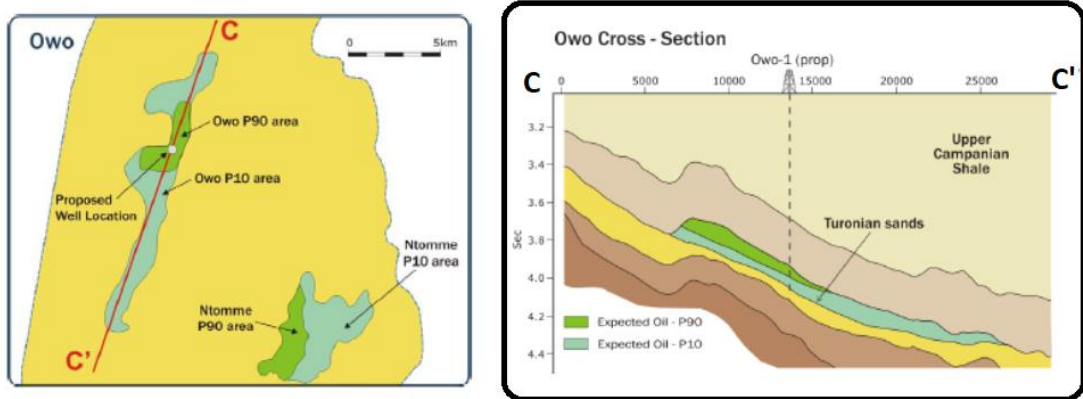 Owo
C
0 5km
Owo P90 area
Owo P10 area
Proposed
Well Location
Ntomme
P10 area
Ntomme
P90 area
C'
Owo Cross - Section
Owo-1 (prop)
C
0 5000 10000 15000 20000 25000
C'
Sec
3.2
3.4
3.6
3.8
4.0
4.2
4.4
Upper
Campanian
Shale
Turonian sands
Expected Oil - P90
Expected Oil - P10